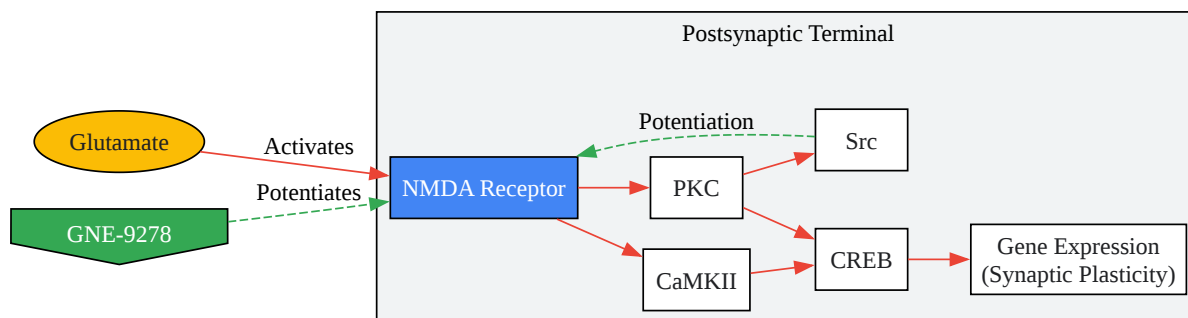 Postsynaptic Terminal
Glutamate
Activates
Potentiates
GNE-9278
NMDA Receptor
Potentiation
PKC
Src
CaMKII
CREB
Gene Expression
(Synaptic Plasticity)